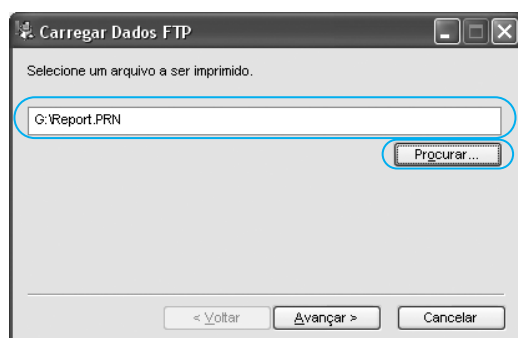 Carregar Dados FTP
Selecione um arquivo a ser imprimido.
G:\Report.PRN
Procurar...
< Voltar Avançar > Cancelar